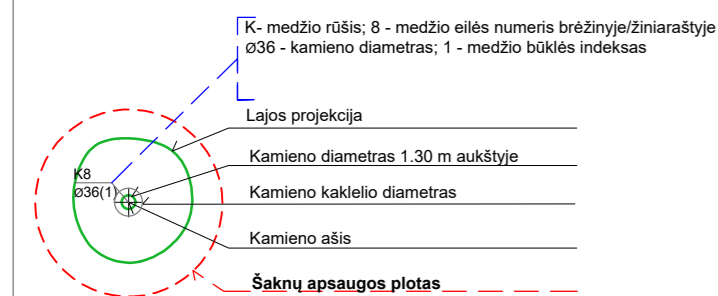 K- medžio rūšis; 8 - medžio eilės numeris brėžinyje/žiniaraštyje
Ø36 - kamieno diametras; 1 - medžio būklės indeksas
Lajos projekcija
Kamieno diametras 1.30 m aukštyje
K8
Ø36(1)
Kamieno kaklelio diametras
Kamieno ašis
Šaknų apsaugos plotas